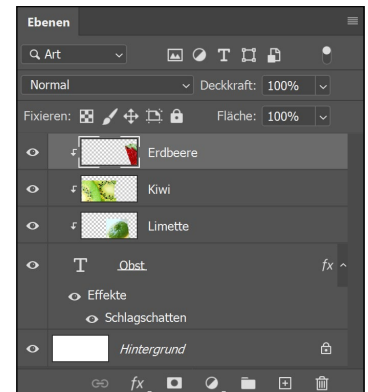 Ebenen
Art
Normal Deckkraft: 100%
Fixieren: Fläche: 100%
Erdbeere
Kiwi
Limette
T Obst fx
Effekte
Schlagschatten
Hintergrund
fx